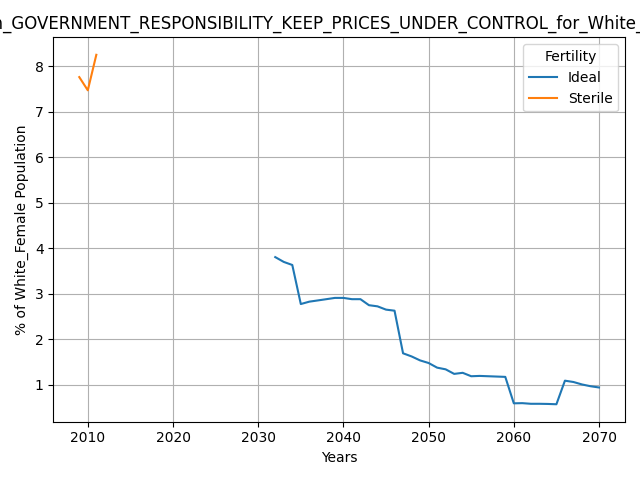 _GOVERNMENT_RESPONSIBILITY_KEEP_PRICES_UNDER_CONTROL_for_White_
Fertility
Ideal
Sterile
% of White_Female Population
8
7
6
5
4
3
2
1
2010 2020 2030 2040 2050 2060 2070
Years